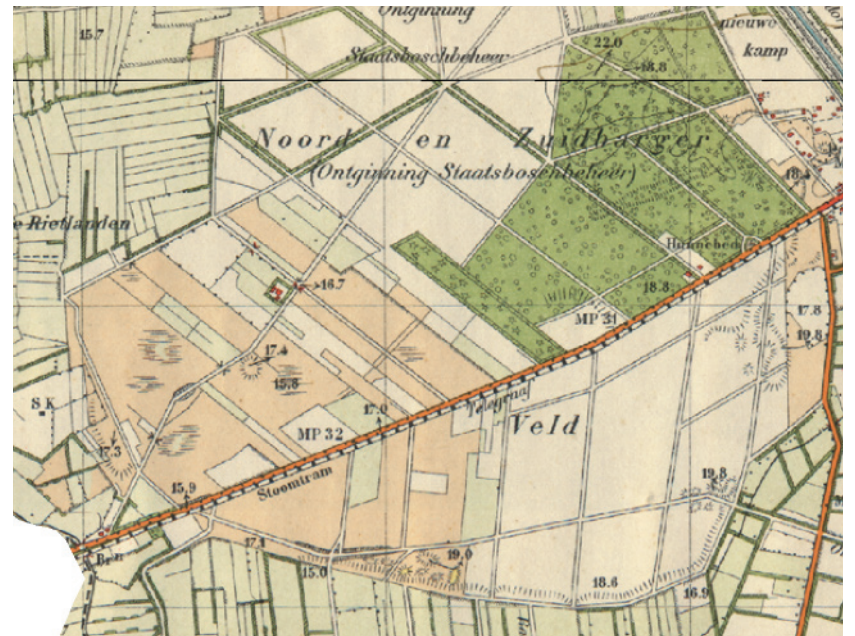 Ontginning
Staatsboschbeheer
nieuwe
kamp
15.7
22.0
18.8
Noord en Zuidbarger
(Ontginning Staatsboschbeheer)
18.4
Rietlanden
Hunnebed
16.7
18.3
MP 31
17.8
19.8
17.4
15.8
S K
17.0
Telegraaf
Veld
MP 32
17.3
Stoomtram
15.9
19.8
17.1
15.0
19.0
18.6
16.9